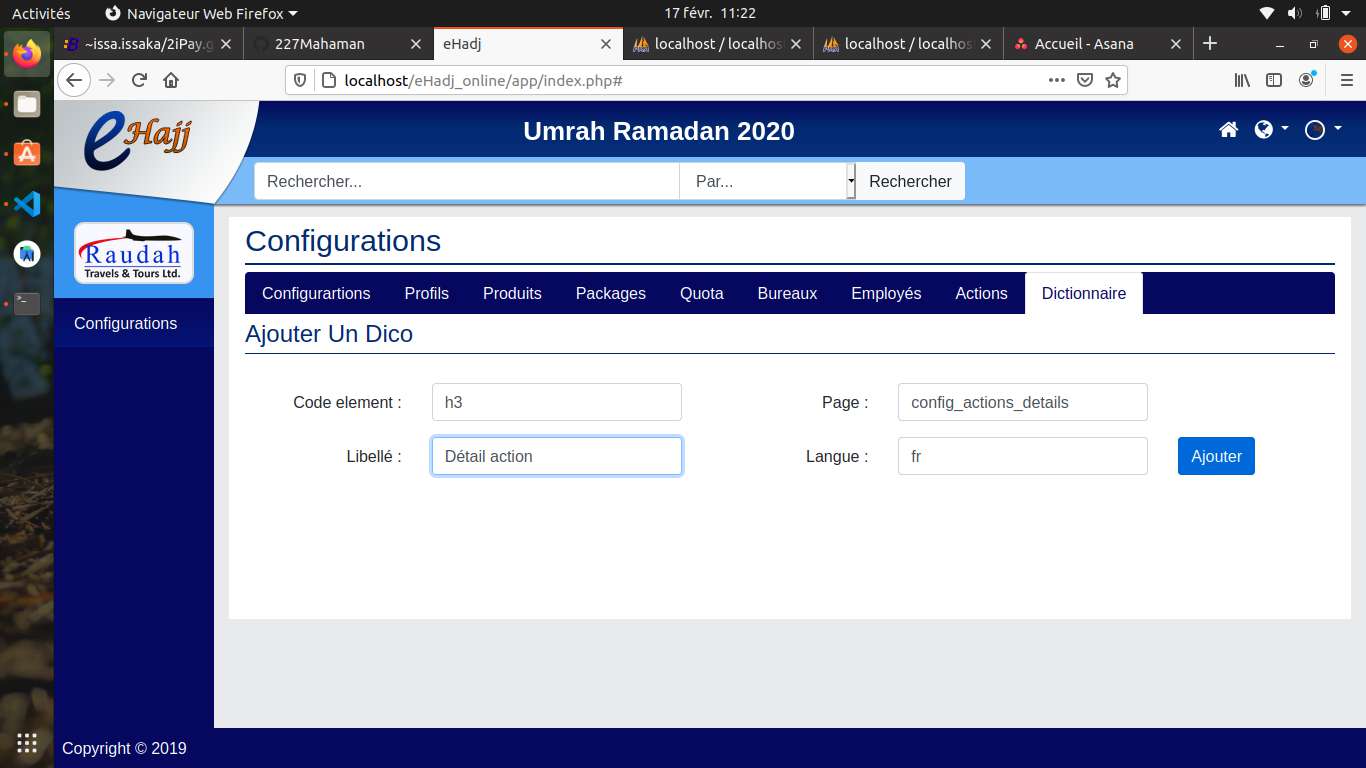 Activités Navigateur Web Firefox 17 févr. 11:22
~issa.issaka/2iPay.g 227Mahaman eHadj localhost / localhos localhost / localhos Accueil - Asana
localhost/eHadj_online/app/index.php#
eHajj
Umrah Ramadan 2020
Rechercher... Par... Rechercher
Raudah
Travels & Tours Ltd.
Configurations
Configurations
Configurartions Profils Produits Packages Quota Bureaux Employés Actions Dictionnaire
Ajouter Un Dico
Code element : h3 Page : config_actions_details
Libellé : Détail action Langue : fr Ajouter
Copyright © 2019